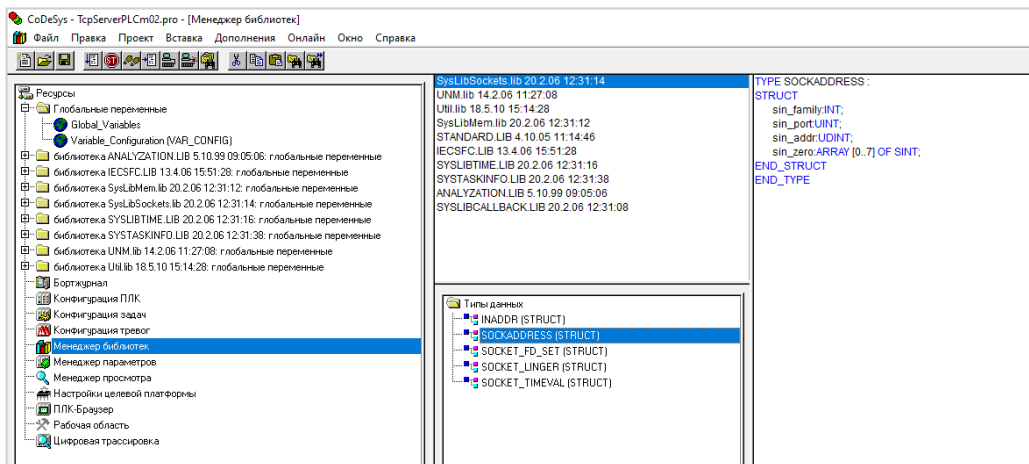 CoDeSys - TcpServerPLCm02.pro - [Менеджер библиотек]
Файл Правка Проект Вставка Дополнения Онлайн Окно Справка
Ресурсы
Глобальные переменные
Global_Variables
Variable_Configuration (VAR_CONFIG)
библиотека ANALYZATION.LIB 5.10.99 09:05:06: глобальные переменные
библиотека IECSFC.LIB 13.4.06 15:51:28: глобальные переменные
библиотека SysLibMem.lib 20.2.06 12:31:12: глобальные переменные
библиотека SysLibSockets.lib 20.2.06 12:31:14: глобальные переменные
библиотека SYSLIBTIME.LIB 20.2.06 12:31:16: глобальные переменные
библиотека SYSTASKINFO.LIB 20.2.06 12:31:38: глобальные переменные
библиотека UNM.lib 14.2.06 11:27:08: глобальные переменные
библиотека Util.lib 18.5.10 15:14:28: глобальные переменные
Бортжурнал
Конфигурация ПЛК
Конфигурация задач
Конфигурация тревог
Менеджер библиотек
Менеджер параметров
Менеджер просмотра
Настройки целевой платформы
ПЛК-Браузер
Рабочая область
Цифровая трассировка
SysLibSockets.lib 20.2.06 12:31:14
UNM.lib 14.2.06 11:27:08
Util.lib 18.5.10 15:14:28
SysLibMem.lib 20.2.06 12:31:12
STANDARD.LIB 4.10.05 11:14:46
IECSFC.LIB 13.4.06 15:51:28
SYSLIBTIME.LIB 20.2.06 12:31:16
SYSTASKINFO.LIB 20.2.06 12:31:38
ANALYZATION.LIB 5.10.99 09:05:06
SYSLIBCALLBACK.LIB 20.2.06 12:31:08
Типы данных
INADDR (STRUCT)
SOCKADDRESS (STRUCT)
SOCKET_FD_SET (STRUCT)
SOCKET_LINGER (STRUCT)
SOCKET_TIMEVAL (STRUCT)
TYPE SOCKADDRESS :
STRUCT
sin_family:INT;
sin_port:UINT;
sin_addr:UDINT;
sin_zero:ARRAY [0..7] OF SINT;
END_STRUCT
END_TYPE